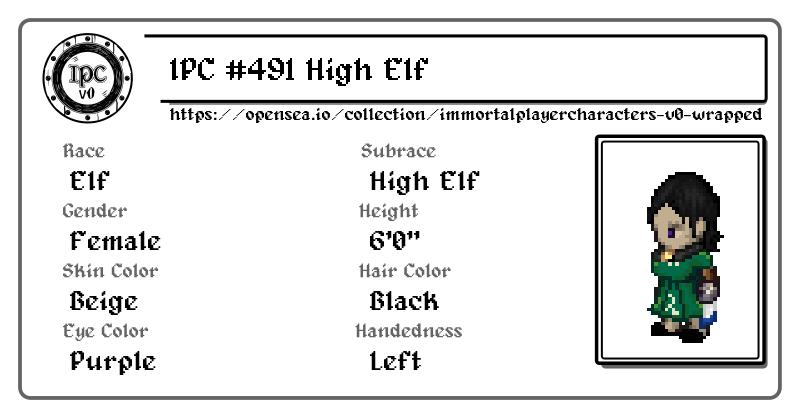 IPC
v0
IPC #491 High Elf
https://opensea.io/collection/immortalplayercharacters-v0-wrapped
Race
Elf
Subrace
High Elf
Gender
Female
Height
6'0"
Skin Color
Beige
Hair Color
Black
Eye Color
Purple
Handedness
Left